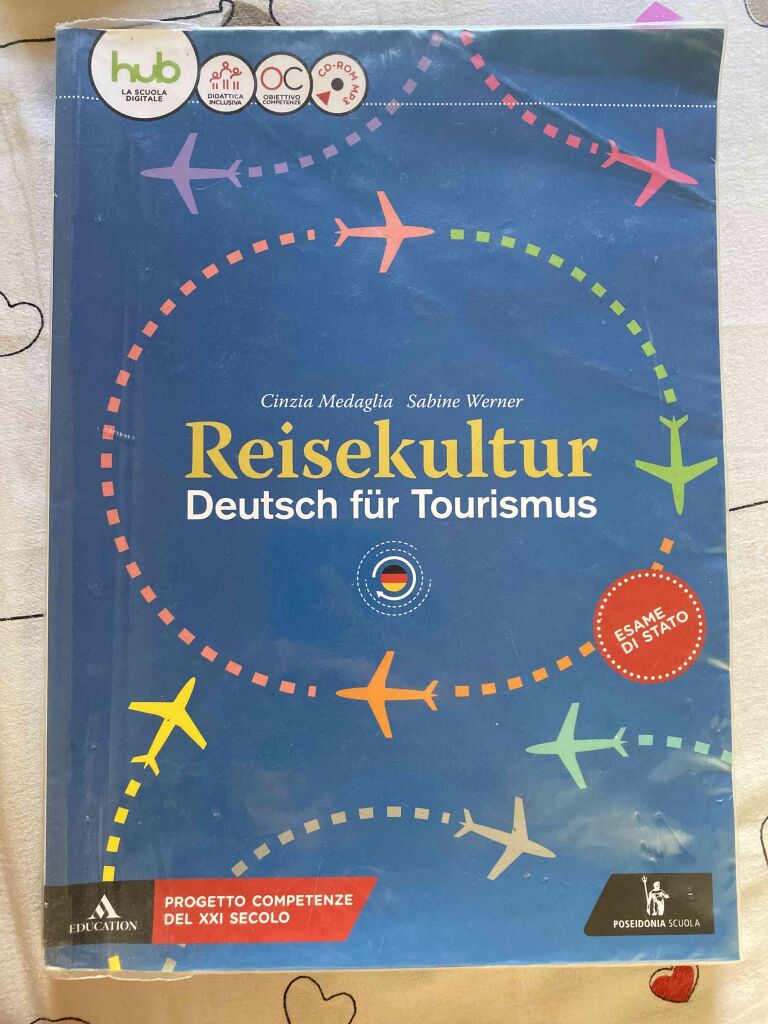 hub
LA SCUOLA
DIGITALE
DIDATTICA
INCLUSIVA
OC
OBIETTIVO
COMPETENZE
CD-ROM MP3
Cinzia Medaglia Sabine Werner
Reisekultur
Deutsch für Tourismus
ESAME
DI STATO
A
EDUCATION
PROGETTO COMPETENZE
DEL XXI SECOLO
POSEIDONIA SCUOLA